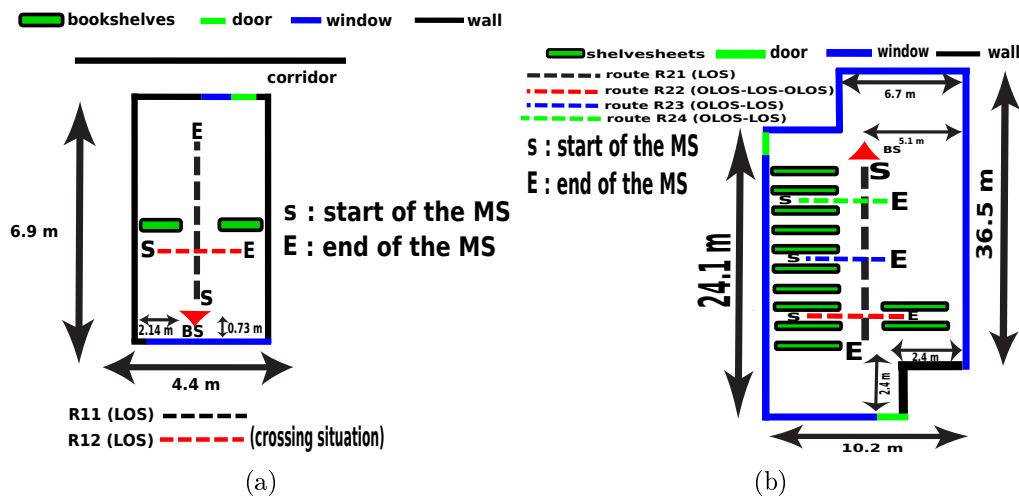 bookshelves door window wall
corridor
E
6.9 m
S E
S
2.14 m 0.73 m
BS
4.4 m
s : start of the MS
E : end of the MS
R11 (LOS)
R12 (LOS) (crossing situation)
(a)
shelvesheets door window wall
route R21 (LOS)
route R22 (OLOS-LOS-OLOS)
route R23 (OLOS-LOS)
route R24 (OLOS-LOS)
s : start of the MS
E : end of the MS
6.7 m
5.1 m
BS
S
S E
S E
S E
E
24.1 m
36.5 m
2.4 m
2.4 m
10.2 m
(b)